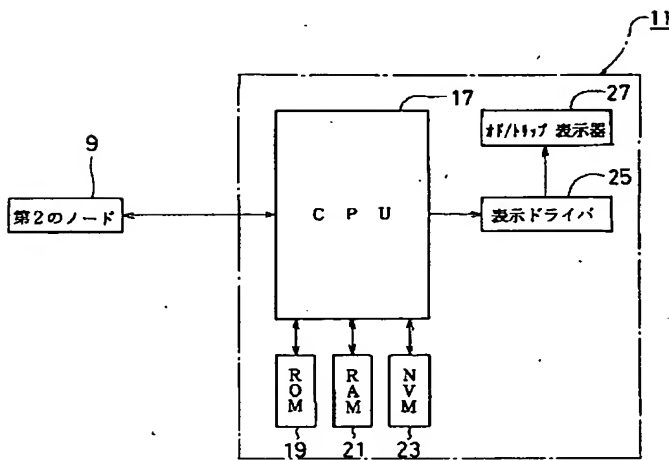 11
17
27
オド/トリップ 表示器
9
25
第2のノード
C P U
表示ドライバ
ROM
RAM
NVM
19
21
23